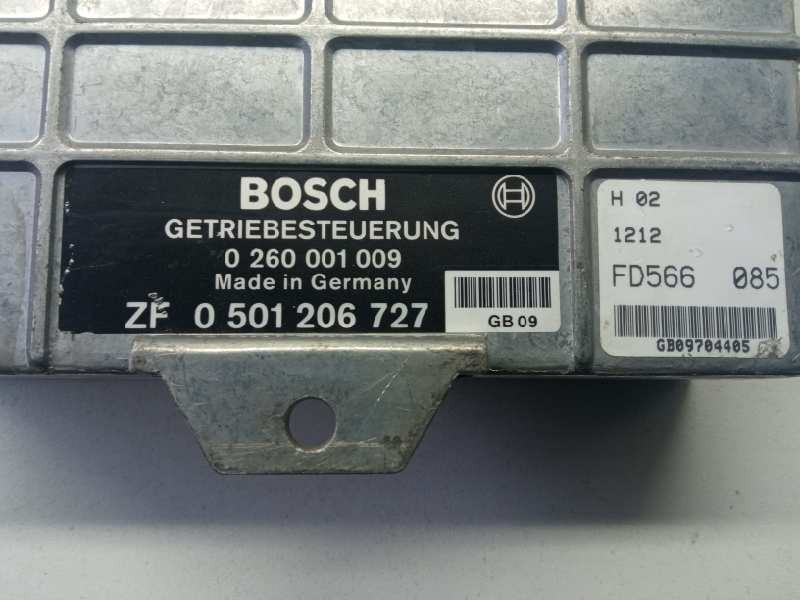 BOSCH
GETRIEBESTEUERUNG
0 260 001 009
Made in Germany
ZF 0 501 206 727
GB 09
H 02
1212
FD566 085
GB09704405